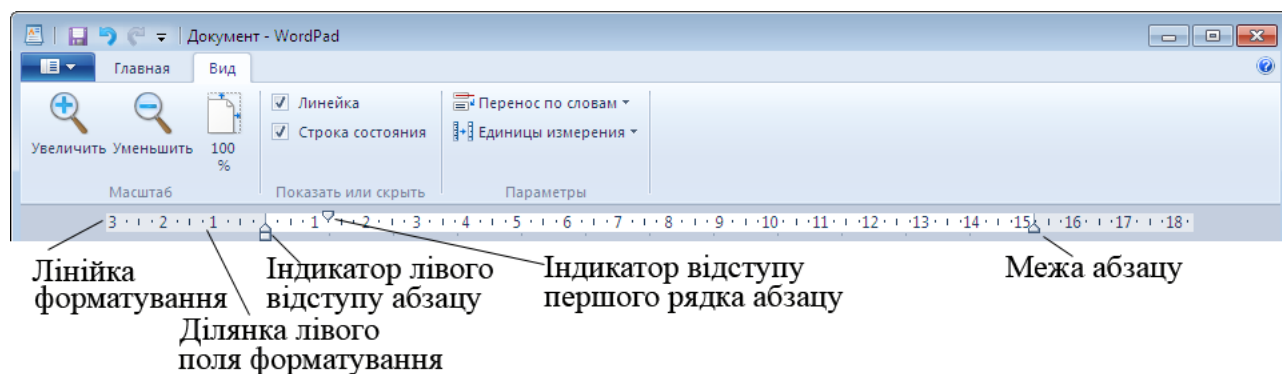 Документ - WordPad
Главная Вид
Линейка Перенос по словам
Строка состояния Единицы измерения
Увеличить Уменьшить 100
%
Масштаб Показать или скрыть Параметры
3 2 1 1 2 3 4 5 6 7 8 9 10 11 12 13 14 15 16 17 18
Лінійка
форматування
Індикатор лівого
відступу абзацу
Індикатор відступу
першого рядка абзацу
Межа абзацу
Ділянка лівого
поля форматування